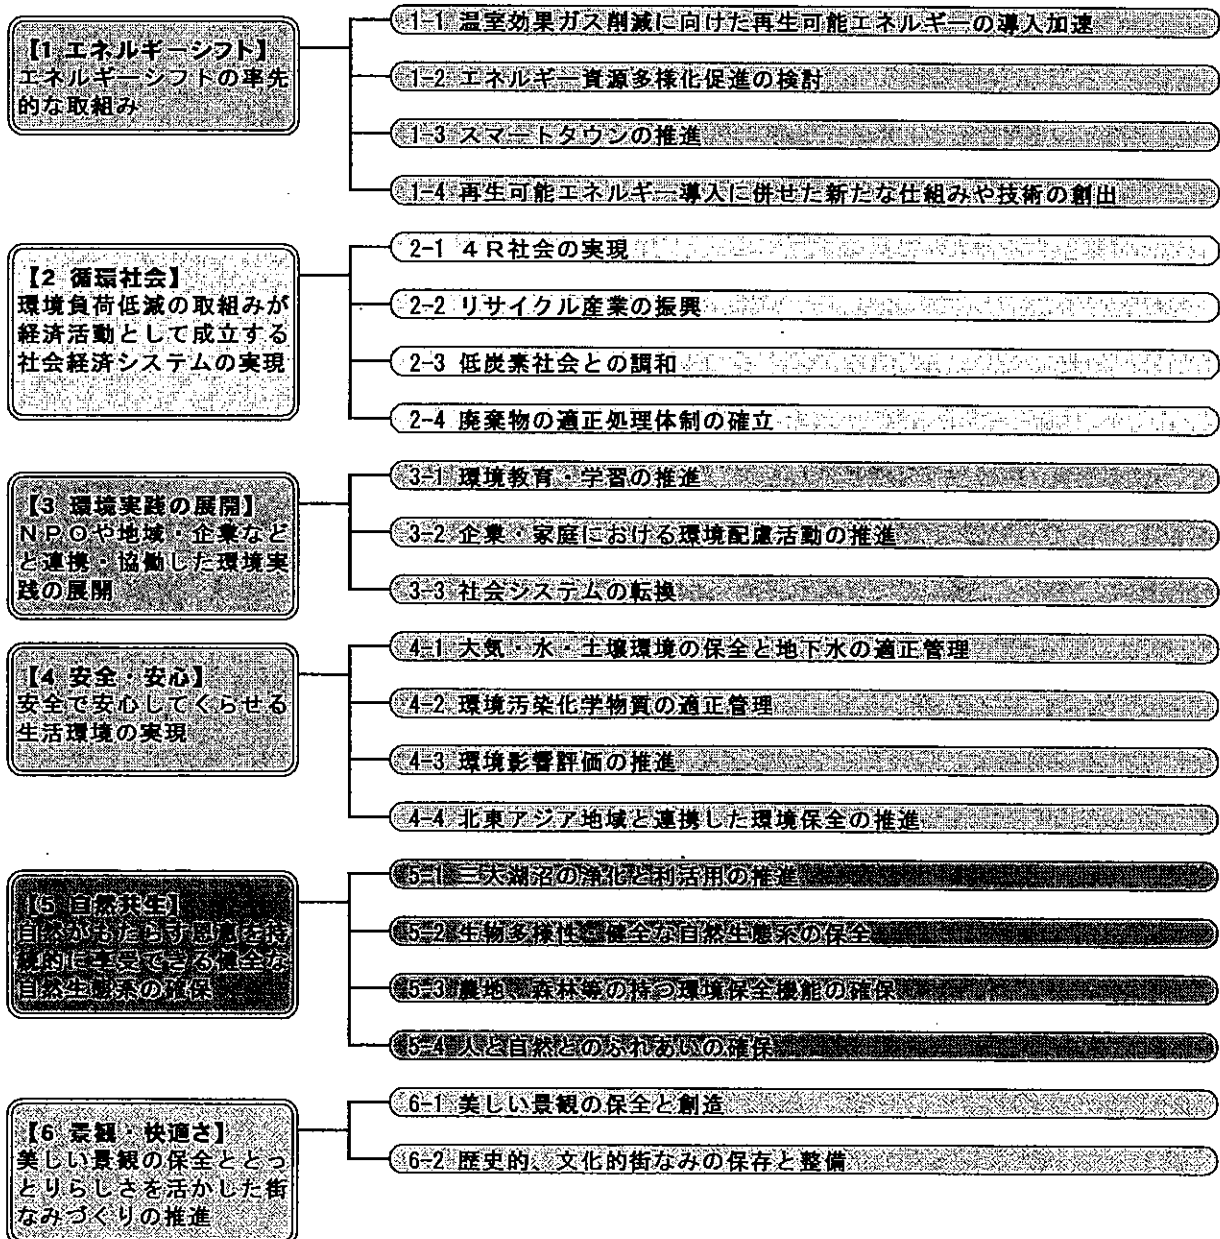 【1 エネルギーシフト】
エネルギーシフトの率先
的な取組み
1-1 温室効果ガス削減に向けた再生可能エネルギーの導入加速
1-2 エネルギー資源多様化促進の検討
1-3 スマートタウンの推進
1-4 再生可能エネルギー導入に併せた新たな仕組みや技術の創出
【2 循環社会】
環境負荷低減の取組みが
経済活動として成立する
社会経済システムの実現
2-1 4R社会の実現
2-2 リサイクル産業の振興
2-3 低炭素社会との調和
2-4 廃棄物の適正処理体制の確立
【3 環境実践の展開】
NPOや地域・企業など
と連携・協働した環境実
践の展開
3-1 環境教育・学習の推進
3-2 企業・家庭における環境配慮活動の推進
3-3 社会システムの転換
【4 安全・安心】
安全で安心してくらせる
生活環境の実現
4-1 大気・水・土壌環境の保全と地下水の適正管理
4-2 環境汚染化学物質の適正管理
4-3 環境影響評価の推進
4-4 北東アジア地域と連携した環境保全の推進
【5 自然共生】
自然がもたらす恩恵を持
続的に享受できる健全な
自然生態系の確保
5-1 三大湖沼の浄化と利活用の推進
5-2 生物多様性、健全な自然生態系の保全
5-3 農地、森林等の持つ環境保全機能の確保
5-4 人と自然とのふれあいの確保
【6 景観・快適さ】
美しい景観の保全ととっ
とりらしさを活かした街
なみづくりの推進
6-1 美しい景観の保全と創造
6-2 歴史的、文化的街なみの保存と整備